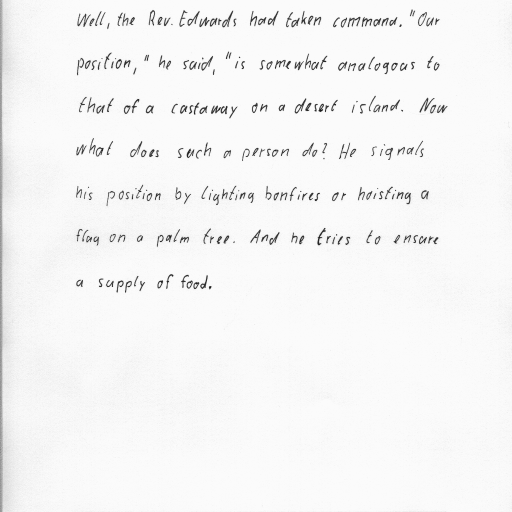 Well, the Rev. Edwards had taken command. "Our
position," he said, "is somewhat analogous to
that of a castaway on a desert island. Now
what does such a person do? He signals
his position by lighting bonfires or hoisting a
flag on a palm tree. And he tries to ensure
a supply of food.